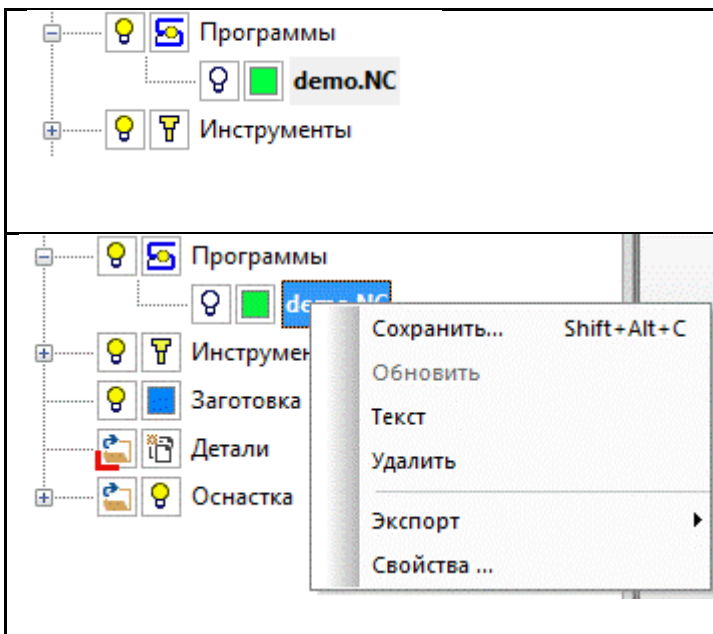 Программы
demo.NC
Инструменты
Программы
demo.NC
Инструмен
Заготовка
Детали
Оснастка
Сохранить... Shift+Alt+C
Обновить
Текст
Удалить
Экспорт
Свойства ...